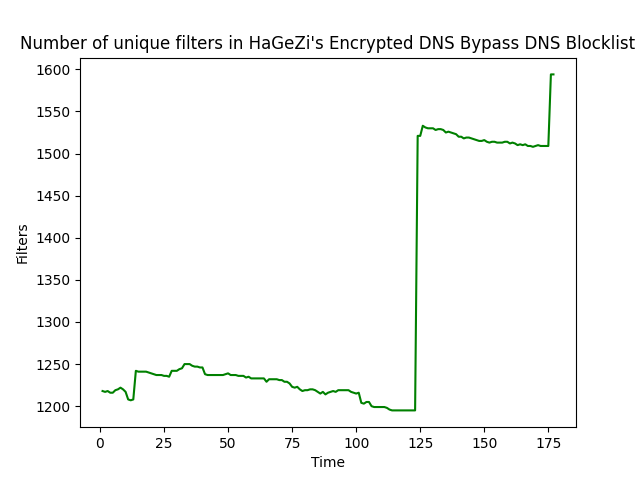 Number of unique filters in HaGeZi's Encrypted DNS Bypass DNS Blocklist
1600
1550
1500
1450
1400
1350
1300
1250
1200
Filters
0 25 50 75 100 125 150 175
Time